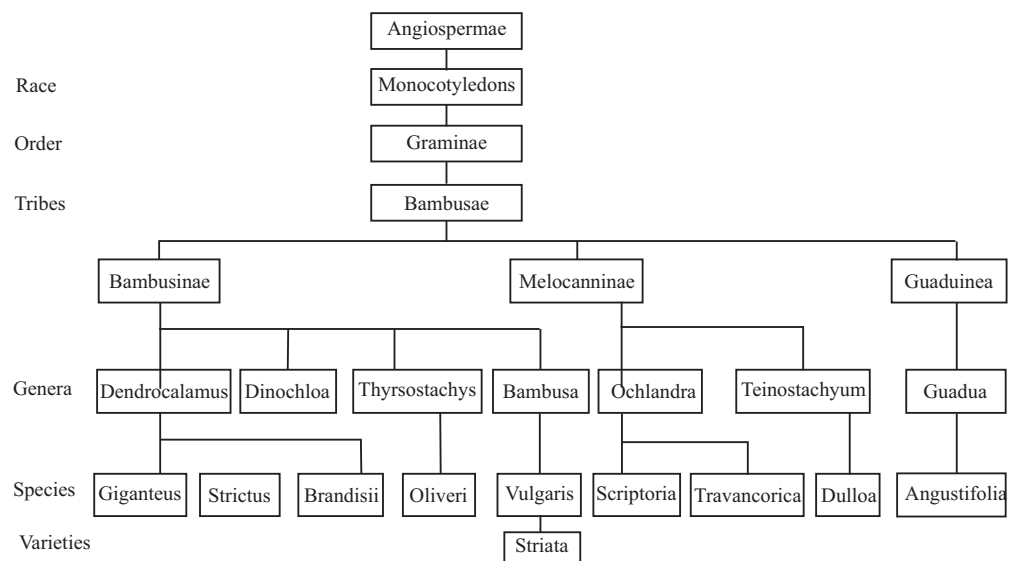 Angiospermae
Race
Monocotyledons
Order
Graminae
Tribes
Bambusae
Bambusinae
Melocanninae
Guaduinea
Genera
Dendrocalamus
Dinochloa
Thyrsostachys
Bambusa
Ochlandra
Teinostachyum
Guadua
Species
Giganteus
Strictus
Brandisii
Oliveri
Vulgaris
Scriptoria
Travancorica
Dulloa
Angustifolia
Varieties
Striata